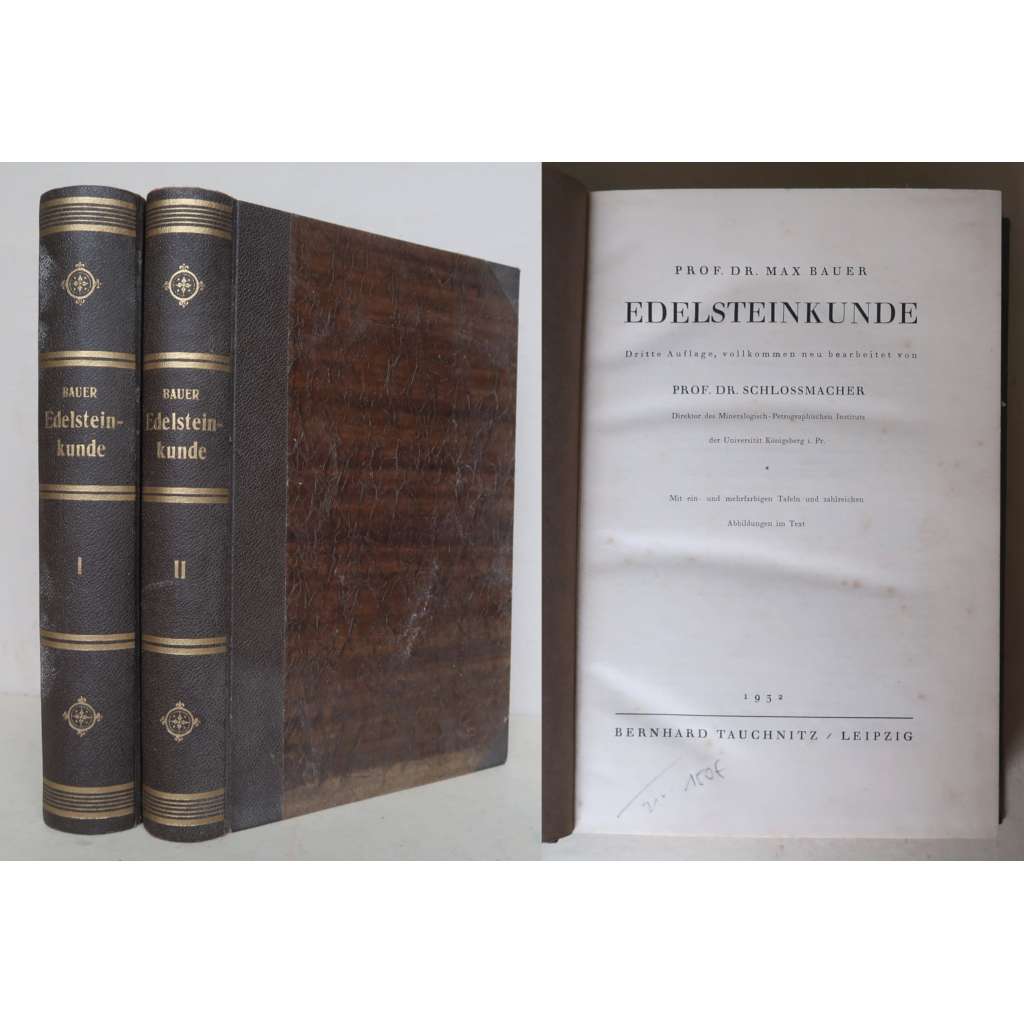 BAUER
Edelstein-
kunde
I
BAUER
Edelstein-
kunde
II
PROF. DR. MAX BAUER
EDELSTEINKUNDE
Dritte Auflage, vollkommen neu bearbeitet von
PROF. DR. SCHLOSSMACHER
Direktor des Mineralogisch-Petrographischen Instituts
der Universität Königsberg i. Pr.
*
Mit ein- und mehrfarbigen Tafeln und zahlreichen
Abbildungen im Text
1932
BERNHARD TAUCHNITZ / LEIPZIG